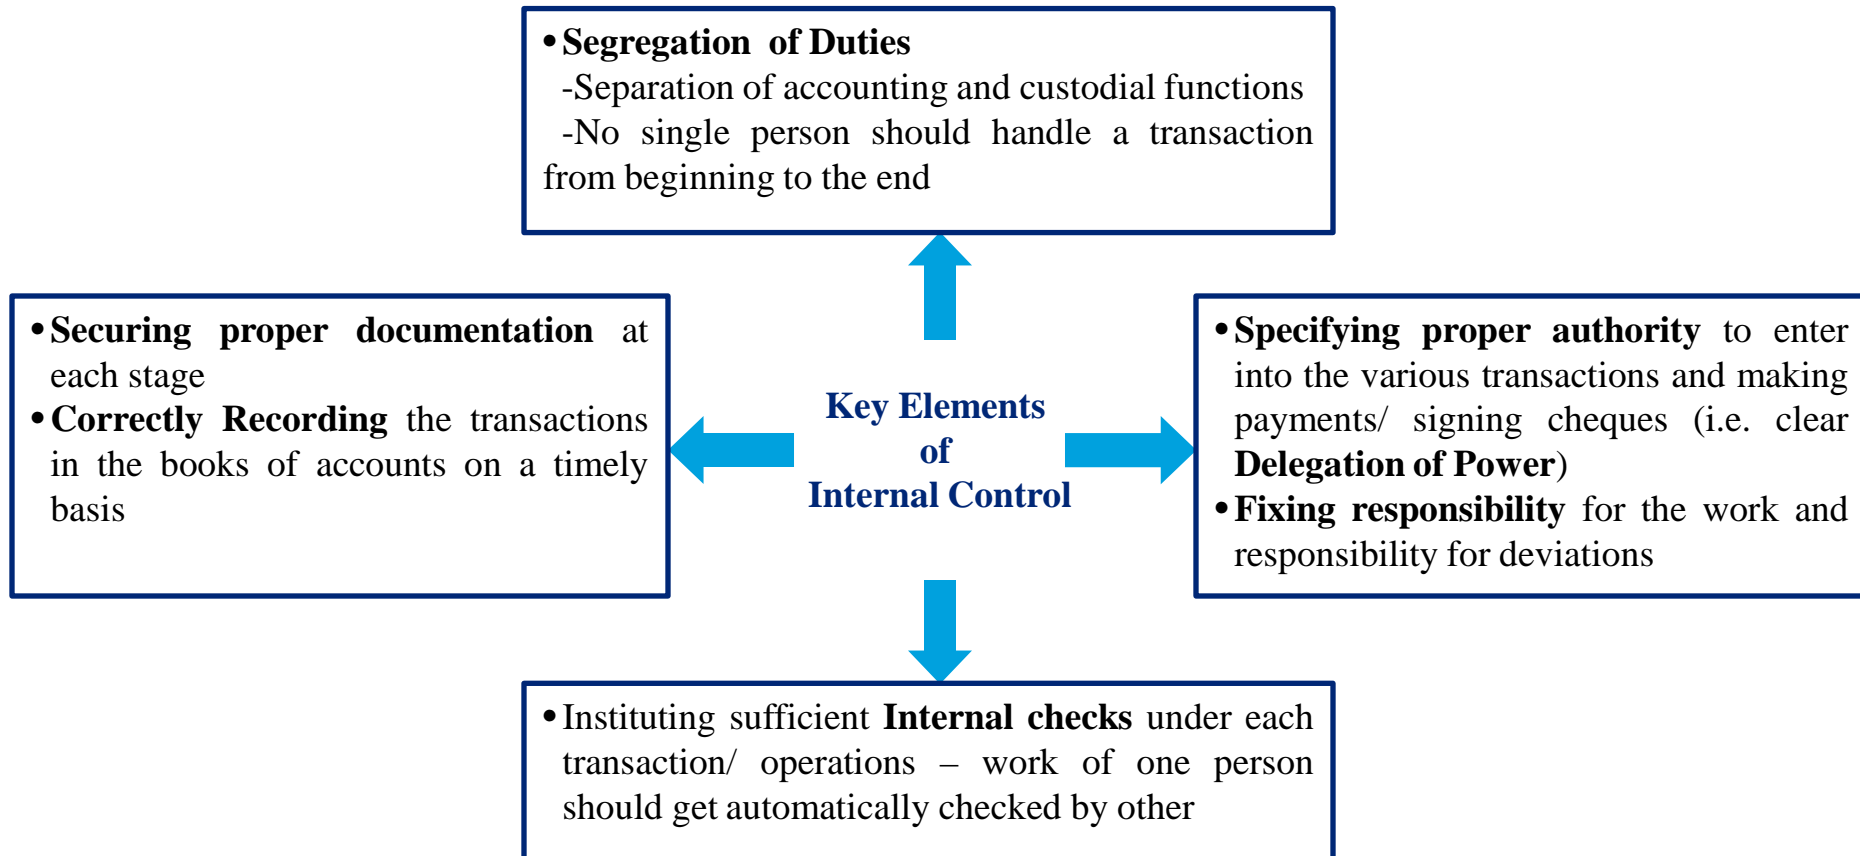 •Segregation of Duties
-Separation of accounting and custodial functions
-No single person should handle a transaction
from beginning to the end
•Securing proper documentation at
each stage
•Correctly Recording the transactions
in the books of accounts on a timely
basis
Key Elements
of
Internal Control
•Specifying proper authority to enter
into the various transactions and making
payments/ signing cheques (i.e. clear
Delegation of Power)
•Fixing responsibility for the work and
responsibility for deviations
•Instituting sufficient Internal checks under each
transaction/ operations – work of one person
should get automatically checked by other